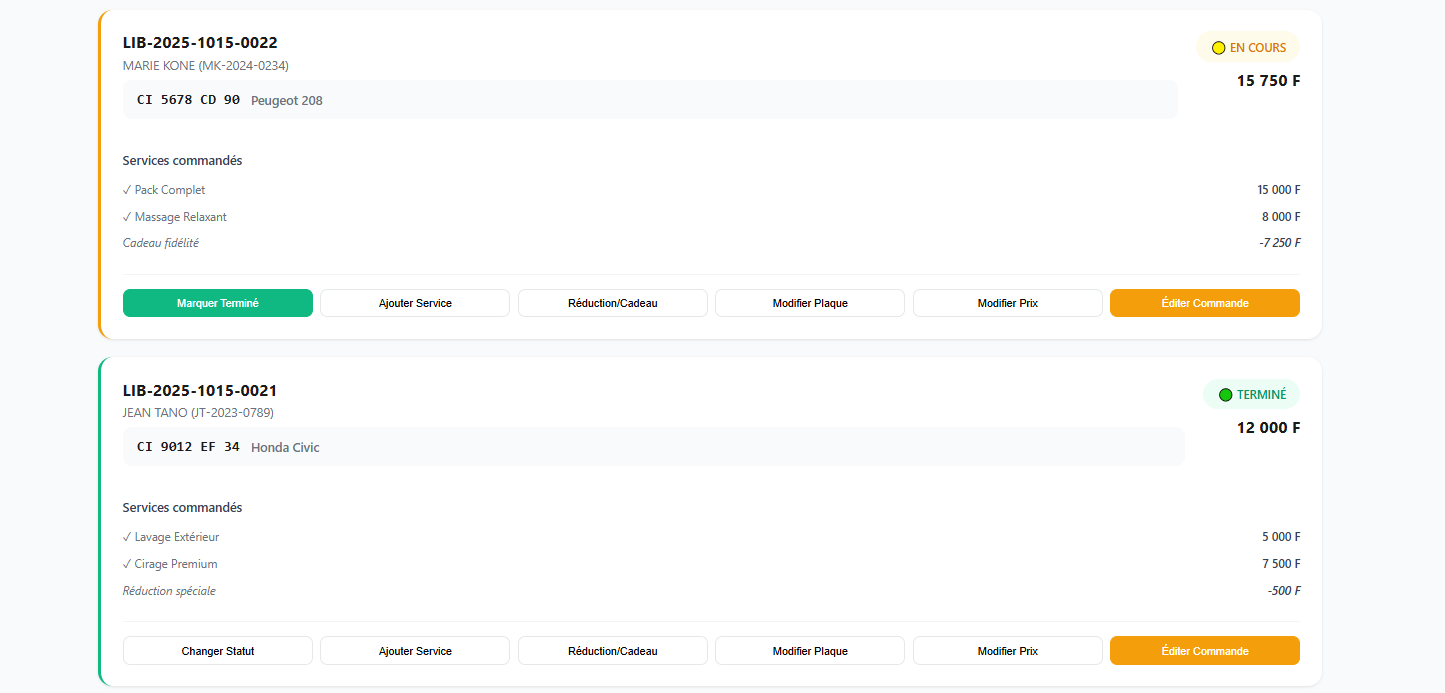 LIB-2025-1015-0022
EN COURS
MARIE KONE (MK-2024-0234)
15 750 F
CI 5678 CD 90 Peugeot 208
Services commandés
✓ Pack Complet 15 000 F
✓ Massage Relaxant 8 000 F
Cadeau fidélité -7 250 F
Marquer Terminé Ajouter Service Réduction/Cadeau Modifier Plaque Modifier Prix Éditer Commande
LIB-2025-1015-0021
TERMINÉ
JEAN TANO (JT-2023-0789)
12 000 F
CI 9012 EF 34 Honda Civic
Services commandés
✓ Lavage Extérieur 5 000 F
✓ Cirage Premium 7 500 F
Réduction spéciale -500 F
Changer Statut Ajouter Service Réduction/Cadeau Modifier Plaque Modifier Prix Éditer Commande